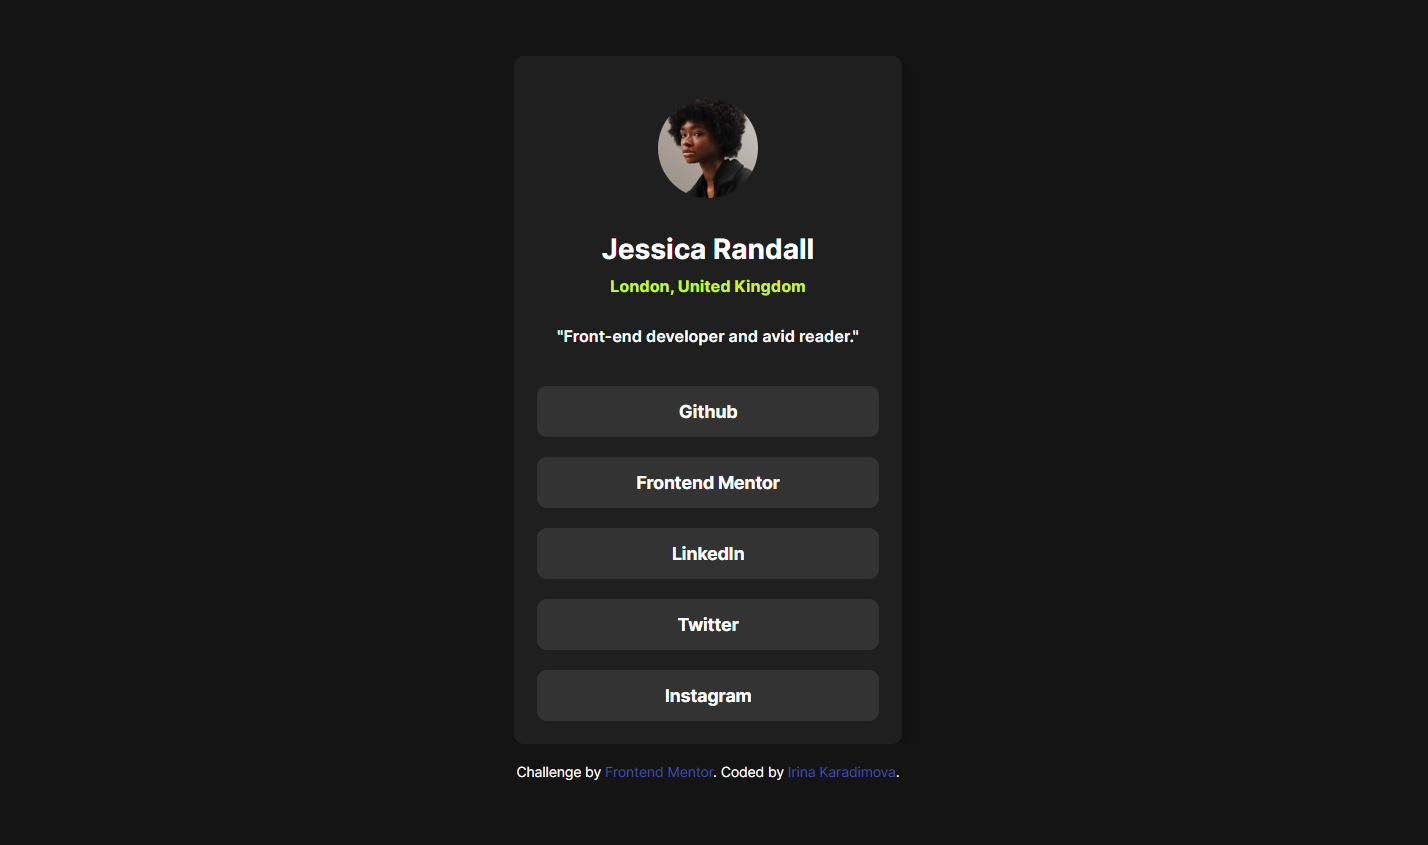 Jessica Randall
London, United Kingdom
"Front-end developer and avid reader."
Github
Frontend Mentor
LinkedIn
Twitter
Instagram
Challenge by Frontend Mentor. Coded by Irina Karadimova.